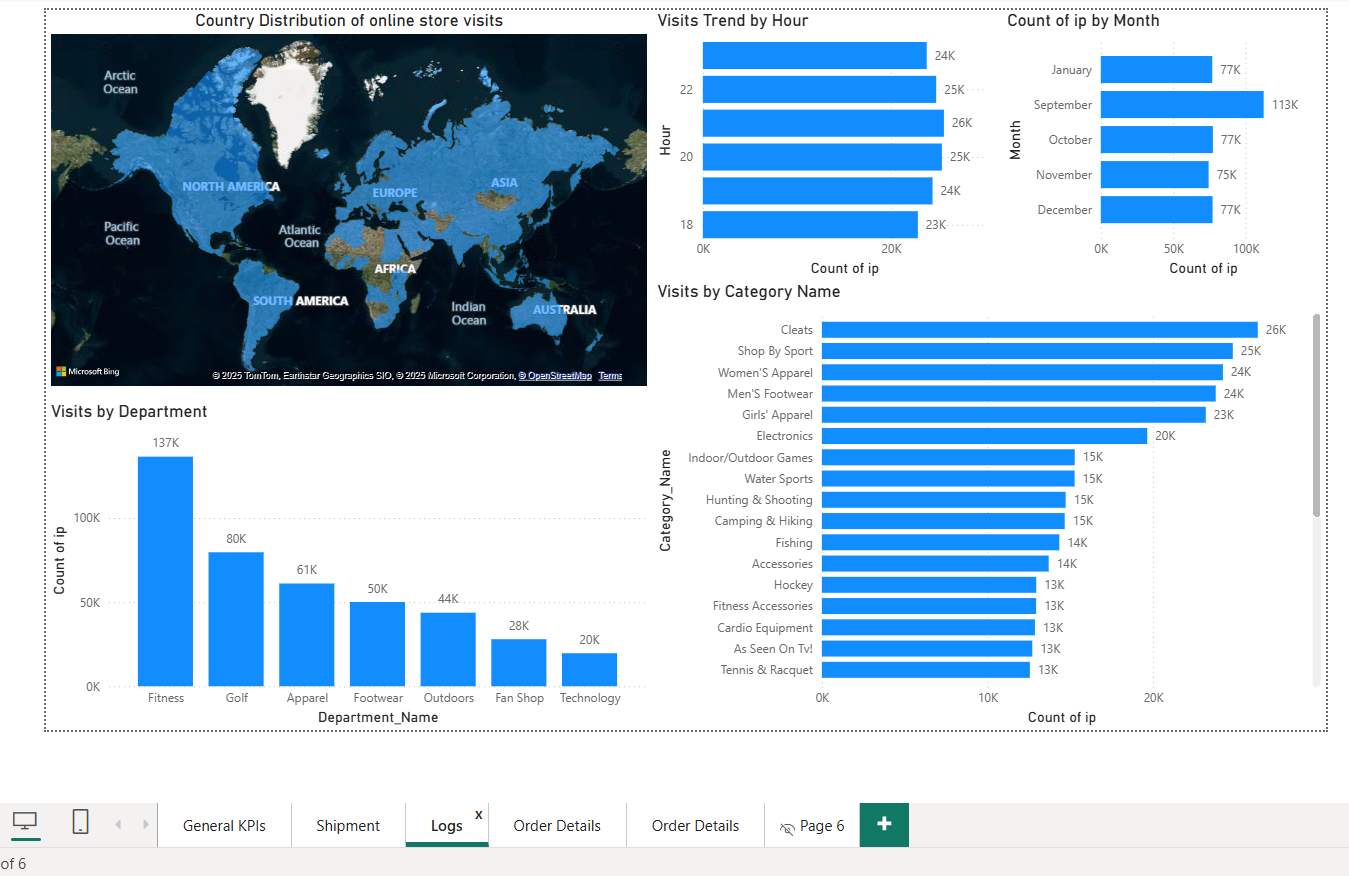 Country Distribution of online store visits
Arctic
Ocean
NORTH AMERICA
EUROPE
ASIA
Pacific
Ocean
Atlantic
Ocean
AFRICA
SOUTH AMERICA
Indian
Ocean
AUSTRALIA
Microsoft Bing
© 2025 TomTom, Earthstar Geographics SIO, © 2025 Microsoft Corporation, © OpenStreetMap Terms
Visits Trend by Hour
Hour
24K
22
25K
26K
20
25K
24K
18
23K
0K
20K
Count of ip
Count of ip by Month
Month
January
77K
September
113K
October
77K
November
75K
December
77K
0K
50K
100K
Count of ip
Visits by Department
Count of ip
100K
50K
0K
137K
80K
61K
50K
44K
28K
20K
Fitness
Golf
Apparel
Footwear
Outdoors
Fan Shop
Technology
Department_Name
Visits by Category Name
Category_Name
Cleats
26K
Shop By Sport
25K
Women'S Apparel
24K
Men'S Footwear
24K
Girls' Apparel
23K
Electronics
20K
Indoor/Outdoor Games
15K
Water Sports
15K
Hunting & Shooting
15K
Camping & Hiking
15K
Fishing
14K
Accessories
14K
Hockey
13K
Fitness Accessories
13K
Cardio Equipment
13K
As Seen On Tv!
13K
Tennis & Racquet
13K
0K
10K
20K
Count of ip
General KPIs
Shipment
Logs
x
Order Details
Order Details
Page 6
+
of 6